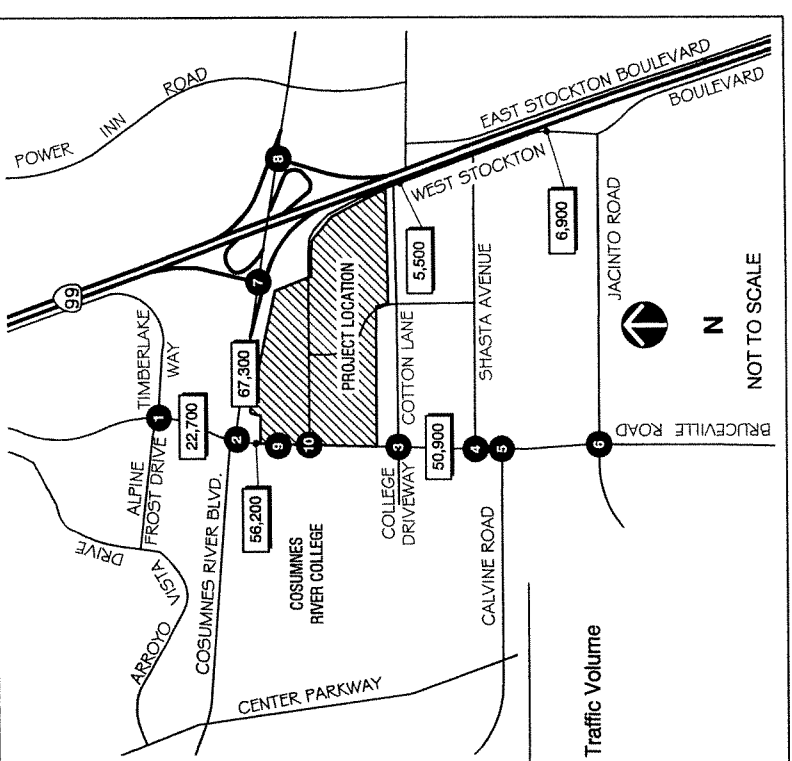 POWER INN ROAD
99
EAST STOCKTON BOULEVARD
WEST STOCKTON BOULEVARD
8
7
ALPINE
FROST DRIVE
TIMBERLAKE
WAY
1
22,700
ARROYO VISTA DRIVE
COSUMNES RIVER BLVD.
2
67,300
56,200
9
10
COSUMNES
RIVER COLLEGE
PROJECT LOCATION
5,500
6,900
COLLEGE
DRIVEWAY
3
COTTON LANE
50,900
SHASTA AVENUE
4
5
CALVINE ROAD
JACINTO ROAD
6
BRUCEVILLE ROAD
CENTER PARKWAY
N
NOT TO SCALE
Traffic Volume